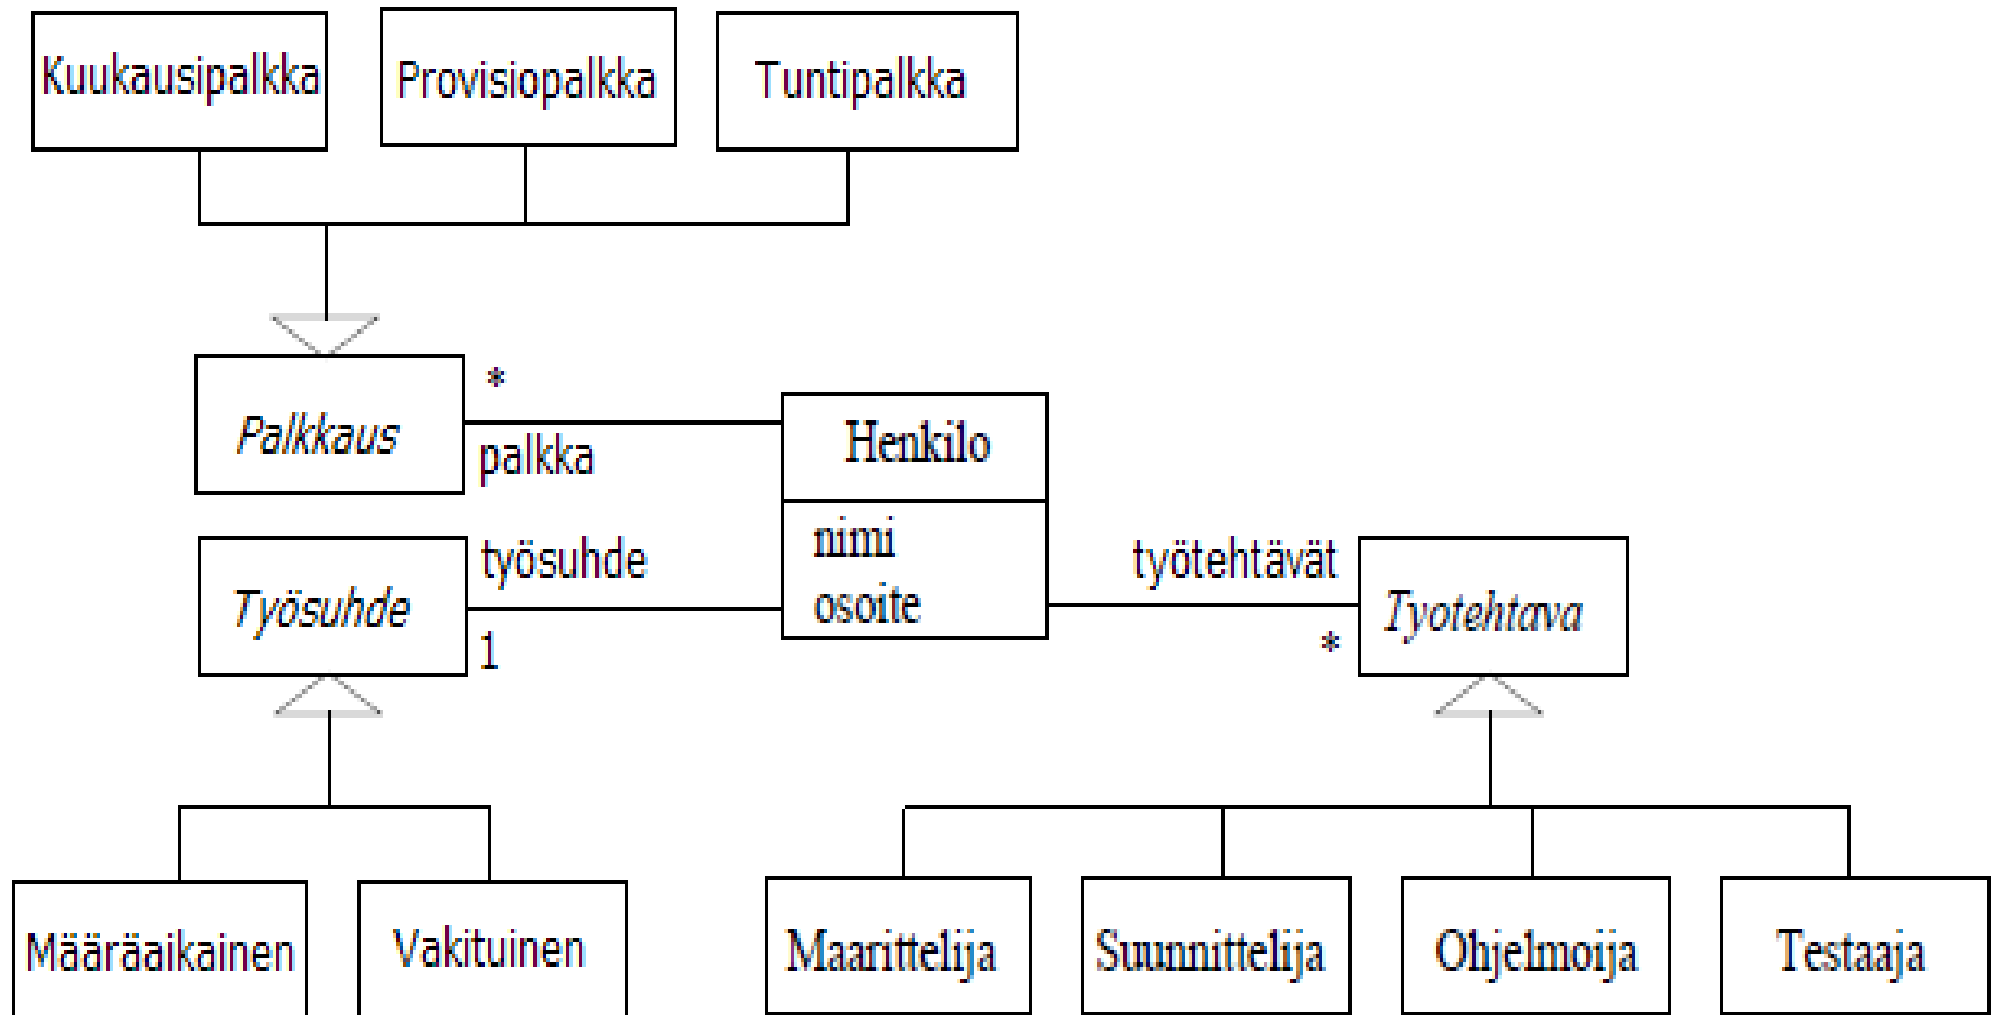 Kuukausipalkka
Provisiopalkka
Tuntipalkka
*
Palkkaus
palkka
Henkilo
nimi
osoite
työsuhde
Työsuhde
1
työtehtävät
*
Tyotehtava
Määräaikainen
Vakituinen
Maarittelija
Suunnittelija
Ohjelmoija
Testaaja